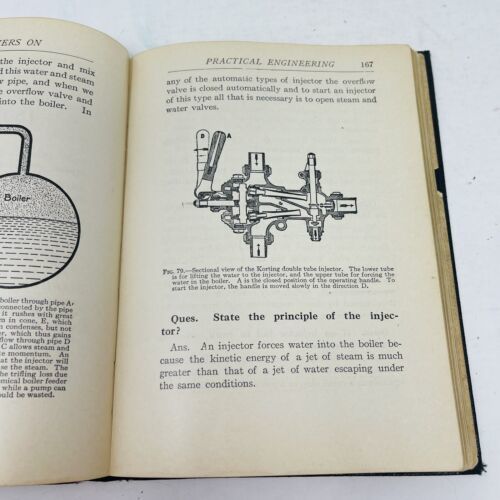 ERS ON
the injector and mix
d this water and steam
pipe, and when we
overflow valve and
into the boiler. In
Boiler
boiler through pipe A
connected by the pipe
it rushes with great
m in cone, E, which
condenses, but not
er, which thus gains
flow through pipe D
C allows steam and
te momentum. An
at the injector will
se the steam. The
the trifling loss due
omical boiler feeder
while a pump can
ould be wasted.
PRACTICAL ENGINEERING 167
any of the automatic types of injector the overflow
valve is closed automatically and to start an injector
of this type all that is necessary is to open steam and
water valves.
D A
FIG. 79.—Sectional view of the Korting double tube injector. The lower tube
is for lifting the water to the injector, and the upper tube for forcing the
water in the boiler. A is the closed position of the operating handle. To
start the injector, the handle is moved slowly in the direction D.
Ques. State the principle of the injec-
tor?
Ans. An injector forces water into the boiler be-
cause the kinetic energy of a jet of steam is much
greater than that of a jet of water escaping under
the same conditions.